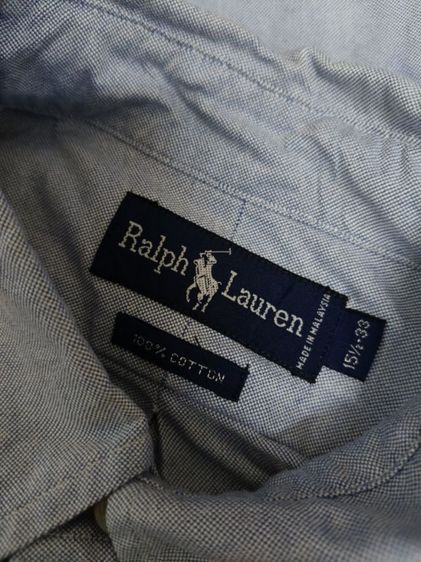 Ralph Lauren
MADE IN MALAYSIA
15½·33
100% COTTON